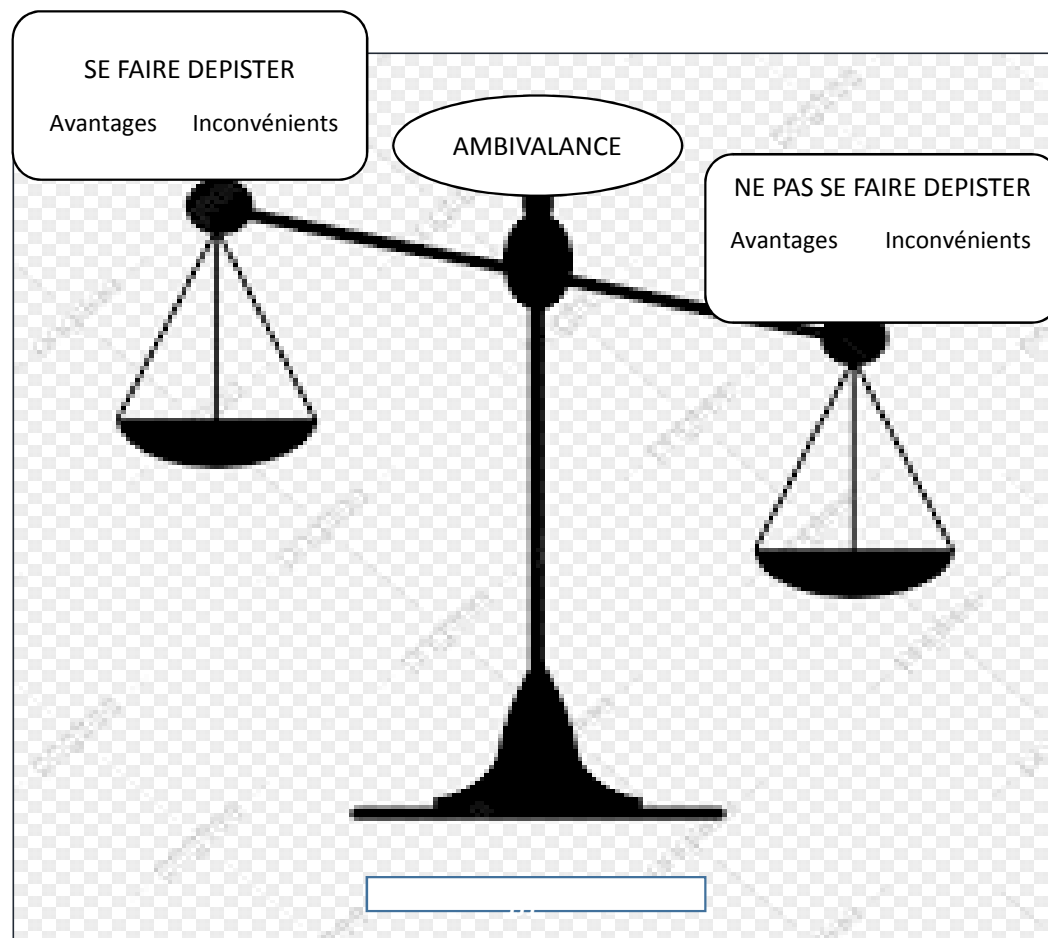 SE FAIRE DEPISTER
Avantages Inconvénients
AMBIVALANCE
NE PAS SE FAIRE DEPISTER
Avantages Inconvénients